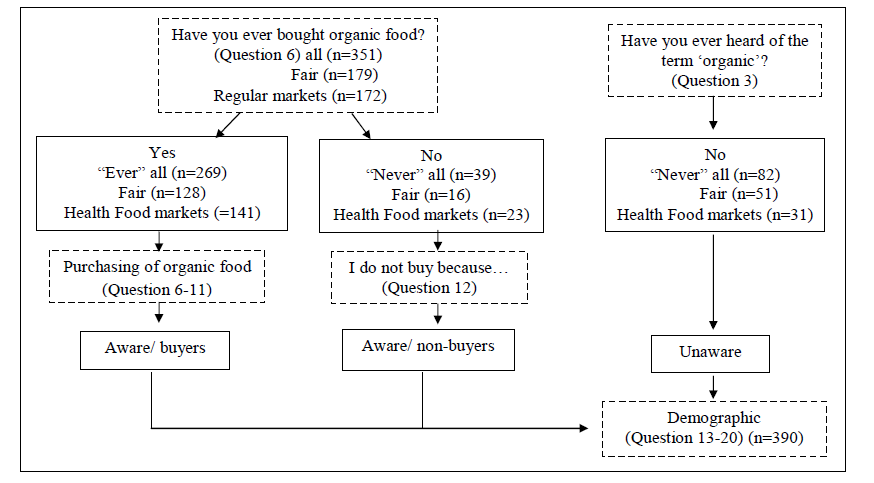 Have you ever bought organic food?
(Question 6) all (n=351)
Fair (n=179)
Regular markets (n=172)
Have you ever heard of the
term ‘organic’?
(Question 3)
Yes
“Ever” all (n=269)
Fair (n=128)
Health Food markets (=141)
No
“Never” all (n=39)
Fair (n=16)
Health Food markets (n=23)
No
“Never” all (n=82)
Fair (n=51)
Health Food markets (n=31)
Purchasing of organic food
(Question 6-11)
I do not buy because…
(Question 12)
Aware/ buyers
Aware/ non-buyers
Unaware
Demographic
(Question 13-20) (n=390)